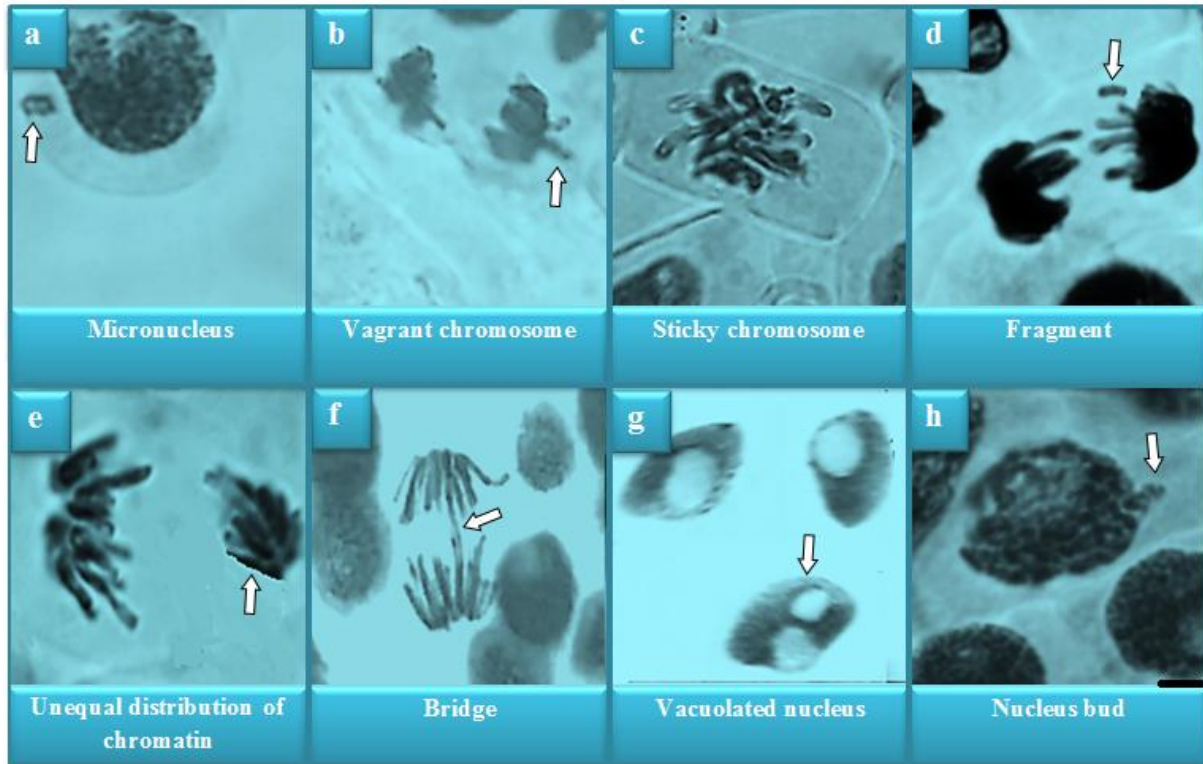 a
b
c
d
Micronucleus
Vagrant chromosome
Sticky chromosome
Fragment
e
f
g
h
Unequal distribution of
chromatin
Bridge
Vacuolated nucleus
Nucleus bud